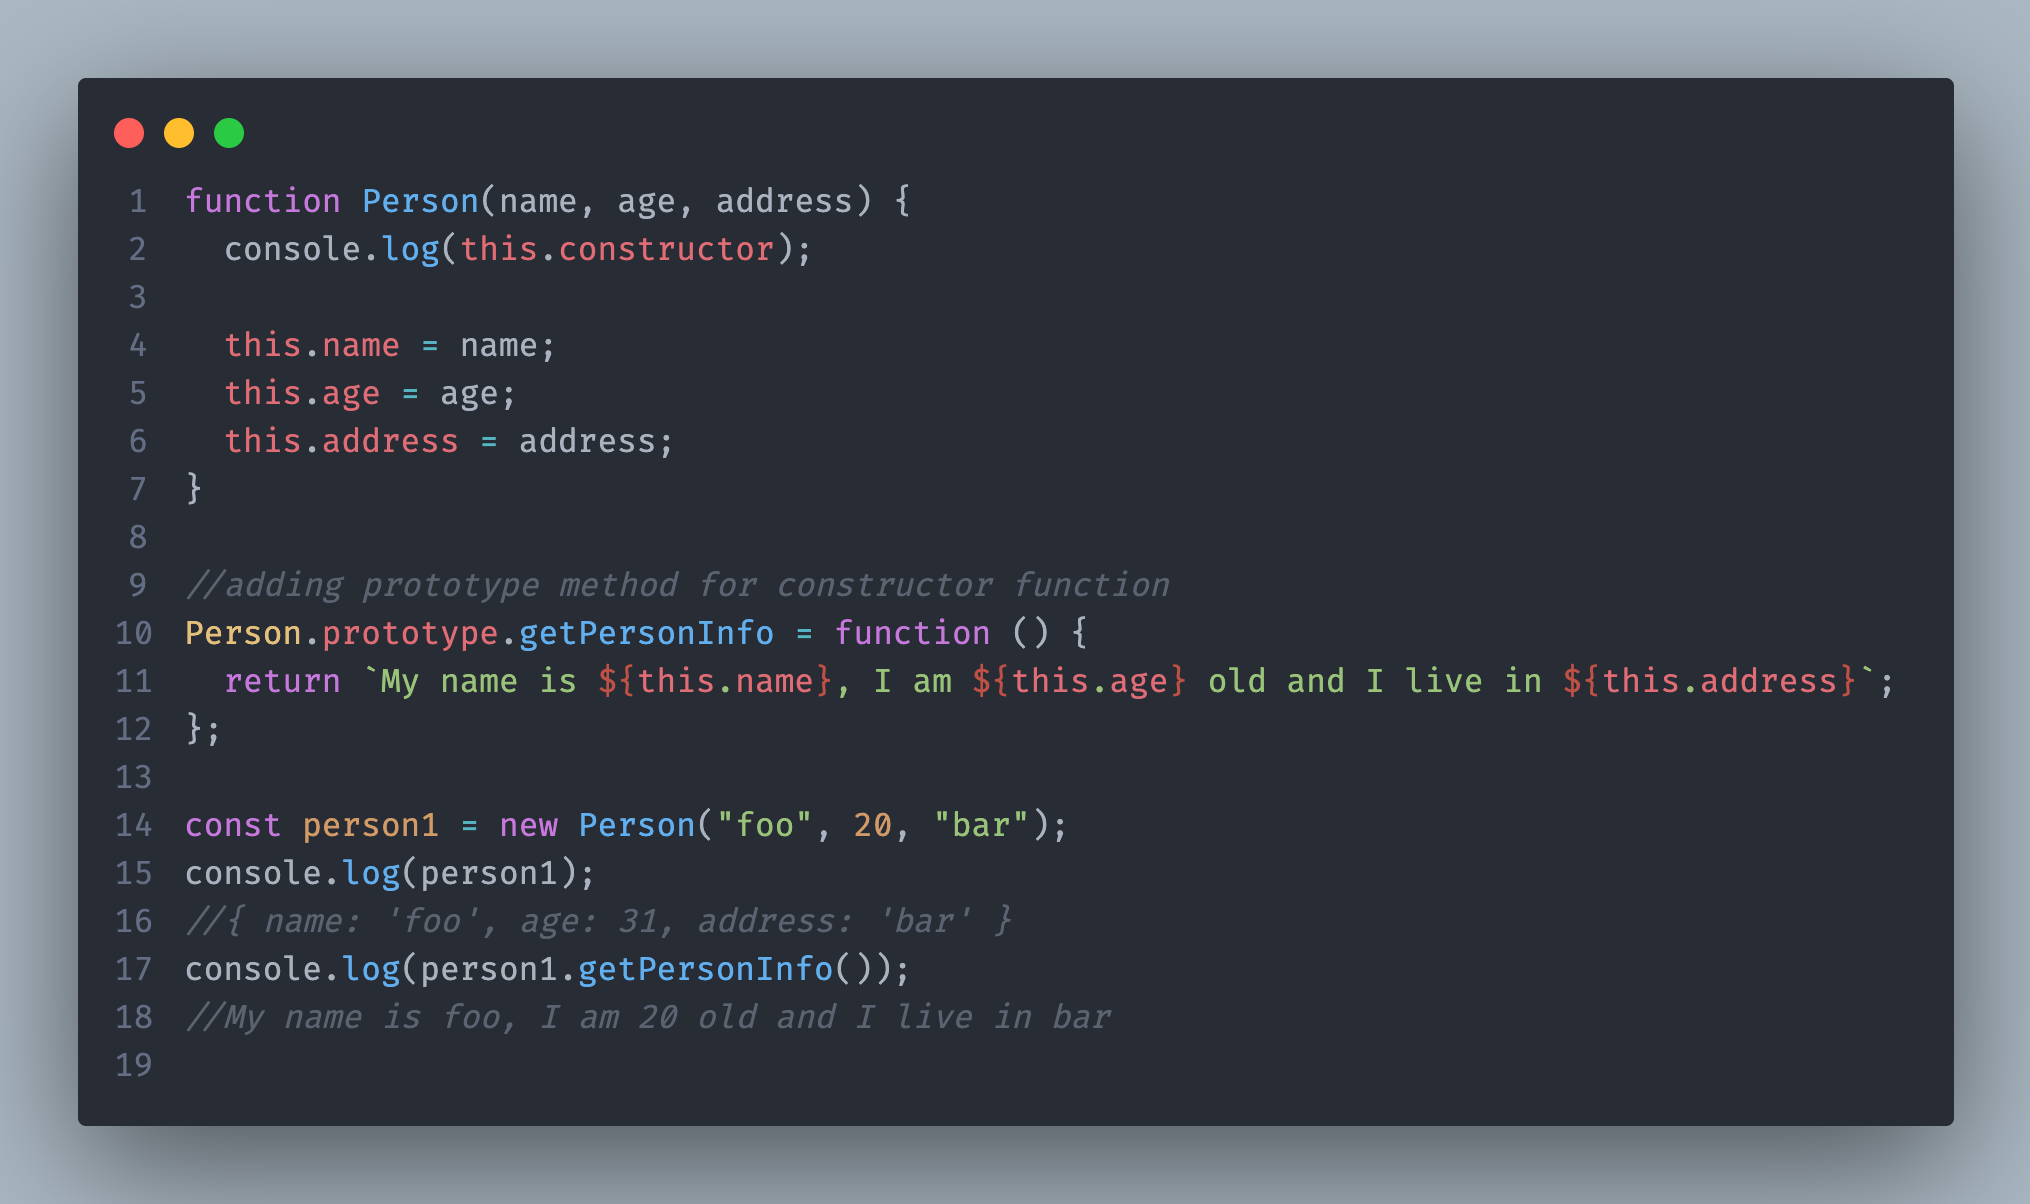 1 function Person(name, age, address) {
2   console.log(this.constructor);
3
4   this.name = name;
5   this.age = age;
6   this.address = address;
7 }
8
9 //adding prototype method for constructor function
10 Person.prototype.getPersonInfo = function () {
11   return `My name is ${this.name}, I am ${this.age} old and I live in ${this.address}`;
12 };
13
14 const person1 = new Person("foo", 20, "bar");
15 console.log(person1);
16 //{ name: 'foo', age: 31, address: 'bar' }
17 console.log(person1.getPersonInfo());
18 //My name is foo, I am 20 old and I live in bar
19